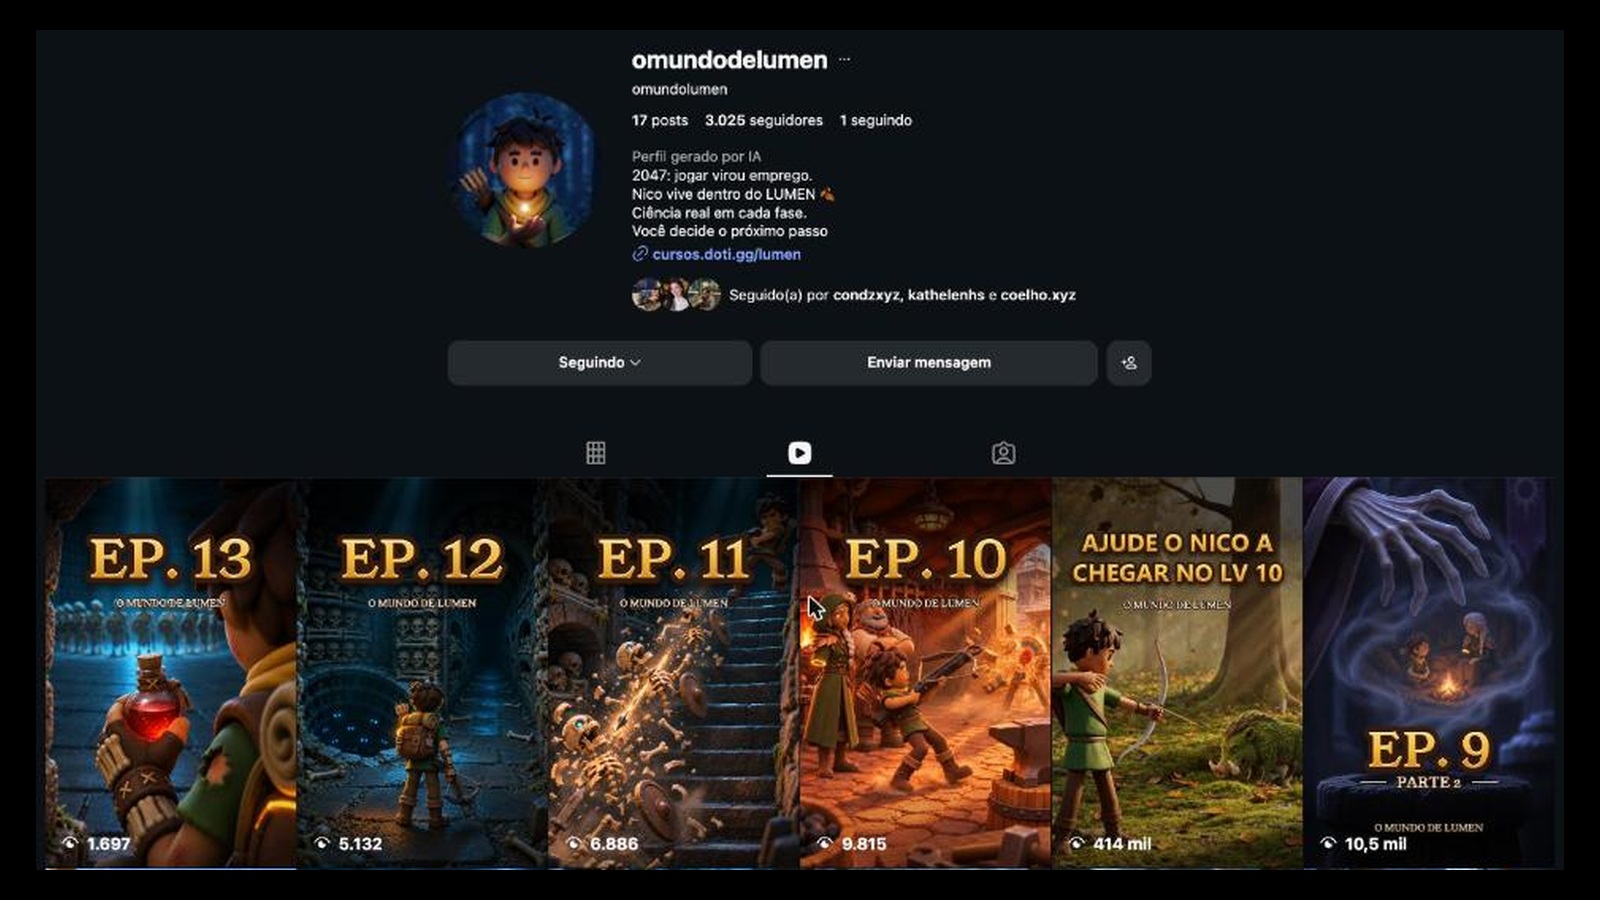 omundodelumen ...
omundolumen
17 posts 3.025 seguidores 1 seguindo
Perfil gerado por IA
2047: jogar virou emprego.
Nico vive dentro do LUMEN 🍂
Ciência real em cada fase.
Você decide o próximo passo
cursos.doti.gg/lumen
Seguido(a) por condzxyz, kathelenhs e coelho.xyz
Seguindo
Enviar mensagem
EP. 13
O MUNDO DE LUMEN
1.697
EP. 12
O MUNDO DE LUMEN
5.132
EP. 11
O MUNDO DE LUMEN
6.886
EP. 10
O MUNDO DE LUMEN
9.815
AJUDE O NICO A
CHEGAR NO LV 10
O MUNDO DE LUMEN
414 mil
EP. 9
PARTE 2
O MUNDO DE LUMEN
10,5 mil